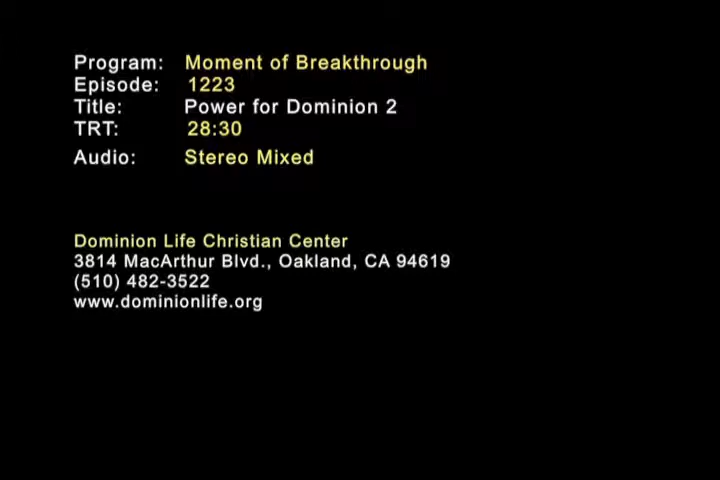 Program: Moment of Breakthrough
Episode: 1223
Title: Power for Dominion 2
TRT: 28:30
Audio: Stereo Mixed
Dominion Life Christian Center
3814 MacArthur Blvd., Oakland, CA 94619
(510) 482-3522
www.dominionlife.org